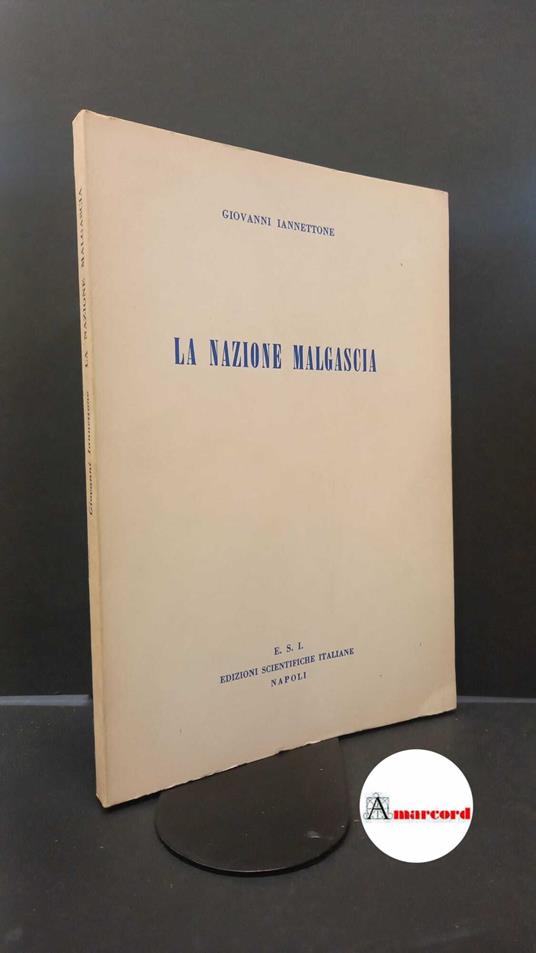 GIOVANNI IANNETTONE
LA NAZIONE MALGASCIA
E. S. I.
EDIZIONI SCIENTIFICHE ITALIANE
NAPOLI
Giovanni Iannettone LA NAZIONE MALGASCIA
Amarcord